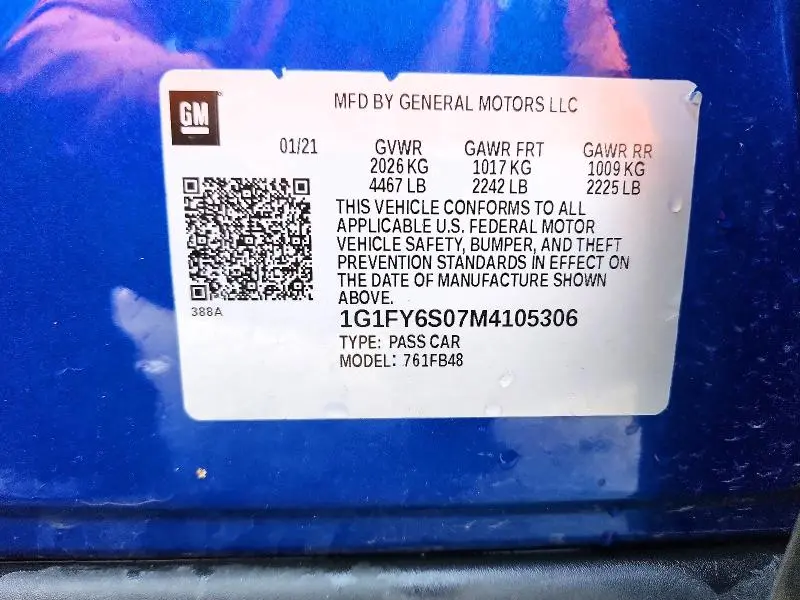 GM
MFD BY GENERAL MOTORS LLC
01/21 GVWR GAWR FRT GAWR RR
2026 KG 1017 KG 1009 KG
4467 LB 2242 LB 2225 LB
THIS VEHICLE CONFORMS TO ALL
APPLICABLE U.S. FEDERAL MOTOR
VEHICLE SAFETY, BUMPER, AND THEFT
PREVENTION STANDARDS IN EFFECT ON
THE DATE OF MANUFACTURE SHOWN
ABOVE.
388A
1G1FY6S07M4105306
TYPE: PASS CAR
MODEL: 761FB48